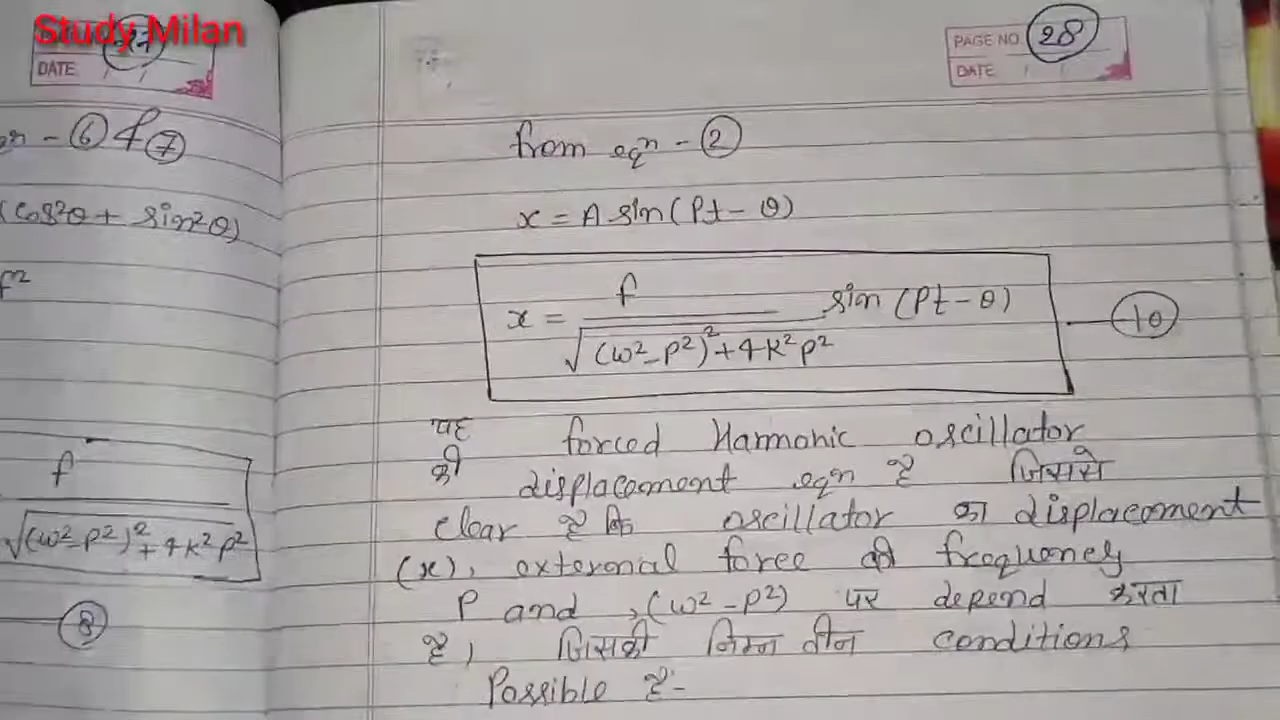 Study Milan
DATE / /
PAGE NO. 28
DATE / /
eqn - ⑥ & ⑦
(cos²θ + sin²θ)
f²
f
√(ω²-p²)²+4k²p²
⑧
from eqn - ②
x = A sin(Pt - θ)
x = f / √(ω²-p²)²+4k²p² sin(Pt - θ) — ⑩
यह forced Harmonic oscillator
की displacement eqn है जिससे
clear है कि oscillator का displacement
(x), external force की frequency
P and, (ω²-p²) पर depend करता
है, जिसकी निम्न तीन conditions
Possible है-